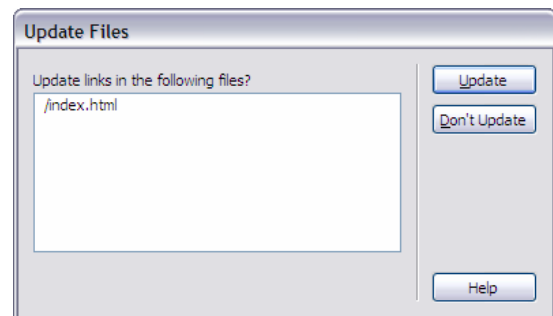 Update Files
Update links in the following files?
/index.html
Update
Don't Update
Help